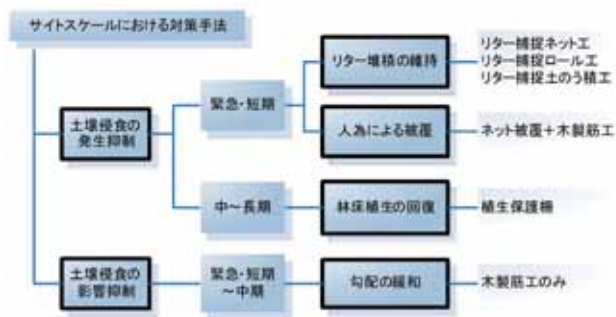 サイトスケールにおける対策手法
土壌侵食の
発生抑制
緊急・短期
リター堆積の維持
リター捕捉ネット工
リター捕捉ロール工
リター捕捉土のう積工
人為による被覆
ネット被覆＋木製筋工
中～長期
林床植生の回復
植生保護柵
土壌侵食の
影響抑制
緊急・短期
～中期
勾配の緩和
木製筋工のみ